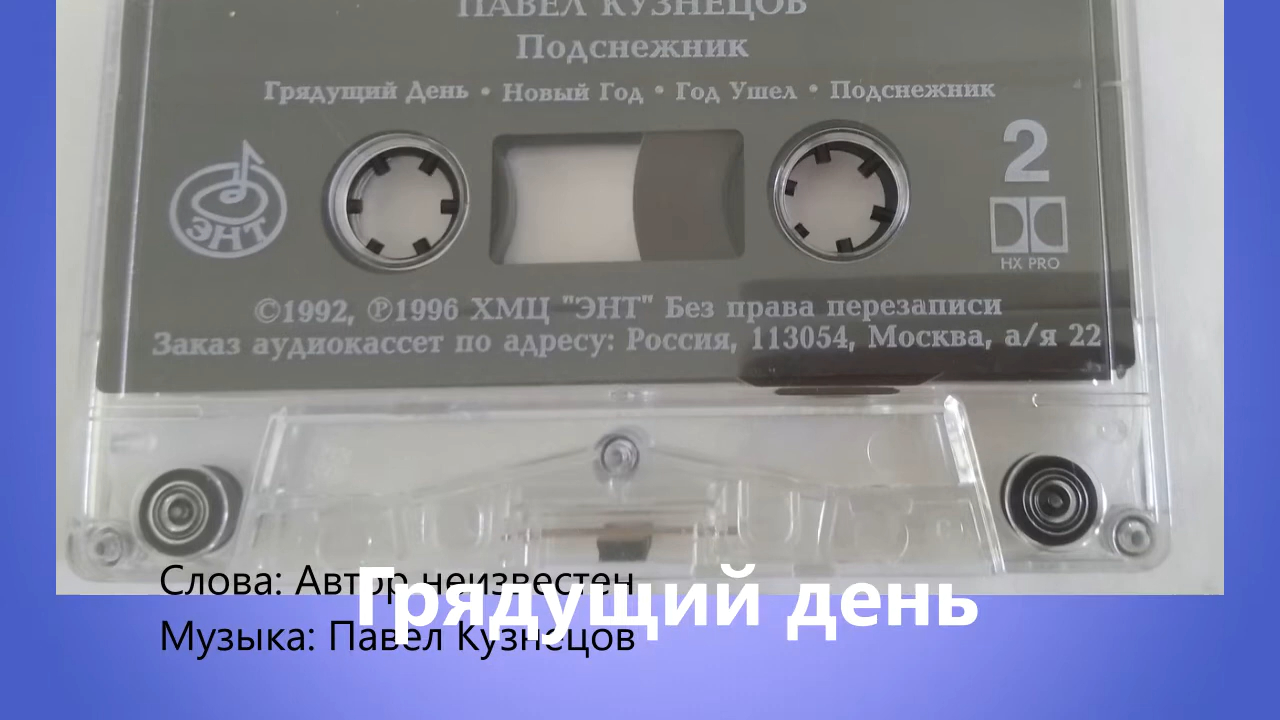 ПАВЕЛ КУЗНЕЦОВ
Подснежник
Грядущий День • Новый Год • Год Ушел • Подснежник
2
ЭНТ
HX PRO
©1992, ℗1996 ХМЦ "ЭНТ" Без права перезаписи
Заказ аудиокассет по адресу: Россия, 113054, Москва, а/я 22
Слова: Автор неизвестен
Грядущий день
Музыка: Павел Кузнецов